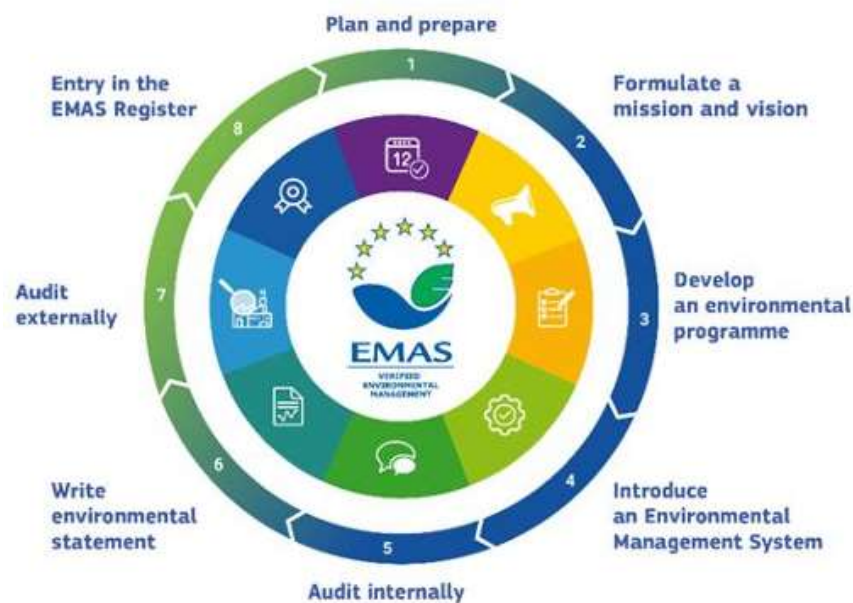 Plan and prepare
1
Formulate a
mission and vision
2
Develop
an environmental
programme
3
Introduce
an Environmental
Management System
4
Audit internally
5
Write
environmental
statement
6
Audit
externally
7
Entry in the
EMAS Register
8
12
EMAS
VERIFIED
ENVIRONMENTAL
MANAGEMENT